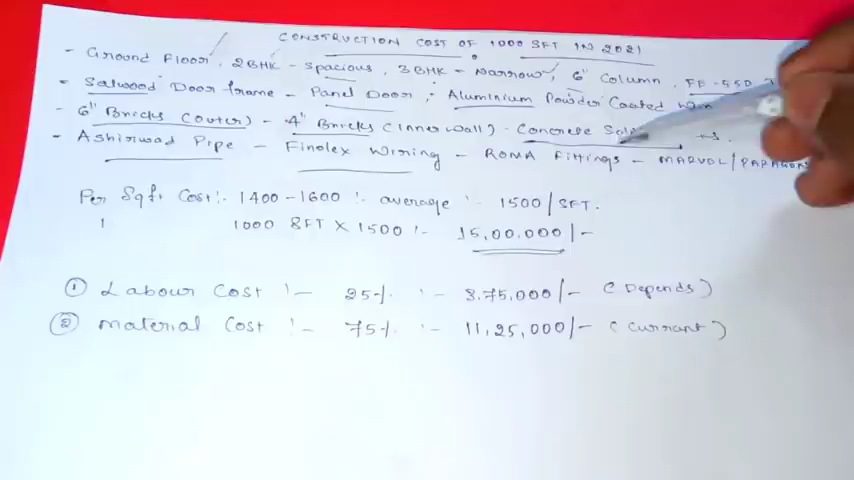 CONSTRUCTION COST OF 1000 SFT IN 2021
- Ground Floor, 2BHK - Spacious, 3BHK - Narrow, 6" Column, FE-550
- Salwood Door frame - Panel Door, Aluminium Powder Coated
- 6" Bricks (Outer) - 4" Bricks (Inner wall) - Concrete
- Ashirwad Pipe - Finolex Wiring - ROMA Fittings - MARVEL/PARAGON
Per Sqft Cost :- 1400-1600 :- average :- 1500/SFT.
1000 SFT X 1500 :- 15,00,000/-
① Labour Cost :- 25% :- 3,75,000/- (Depends)
② Material Cost :- 75% :- 11,25,000/- (Currant)